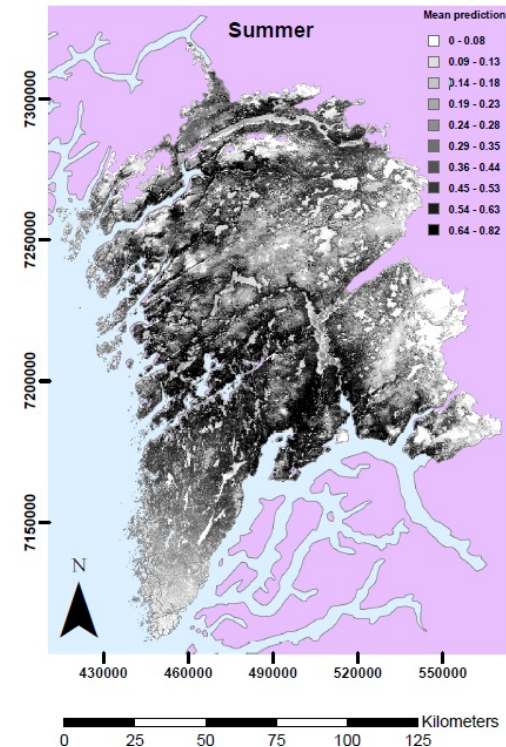 Summer
Mean prediction
0 - 0.08
0.09 - 0.13
0.14 - 0.18
0.19 - 0.23
0.24 - 0.28
0.29 - 0.35
0.36 - 0.44
0.45 - 0.53
0.54 - 0.63
0.64 - 0.82
7300000
7250000
7200000
7150000
N
430000 460000 490000 520000 550000
Kilometers
0 25 50 75 100 125